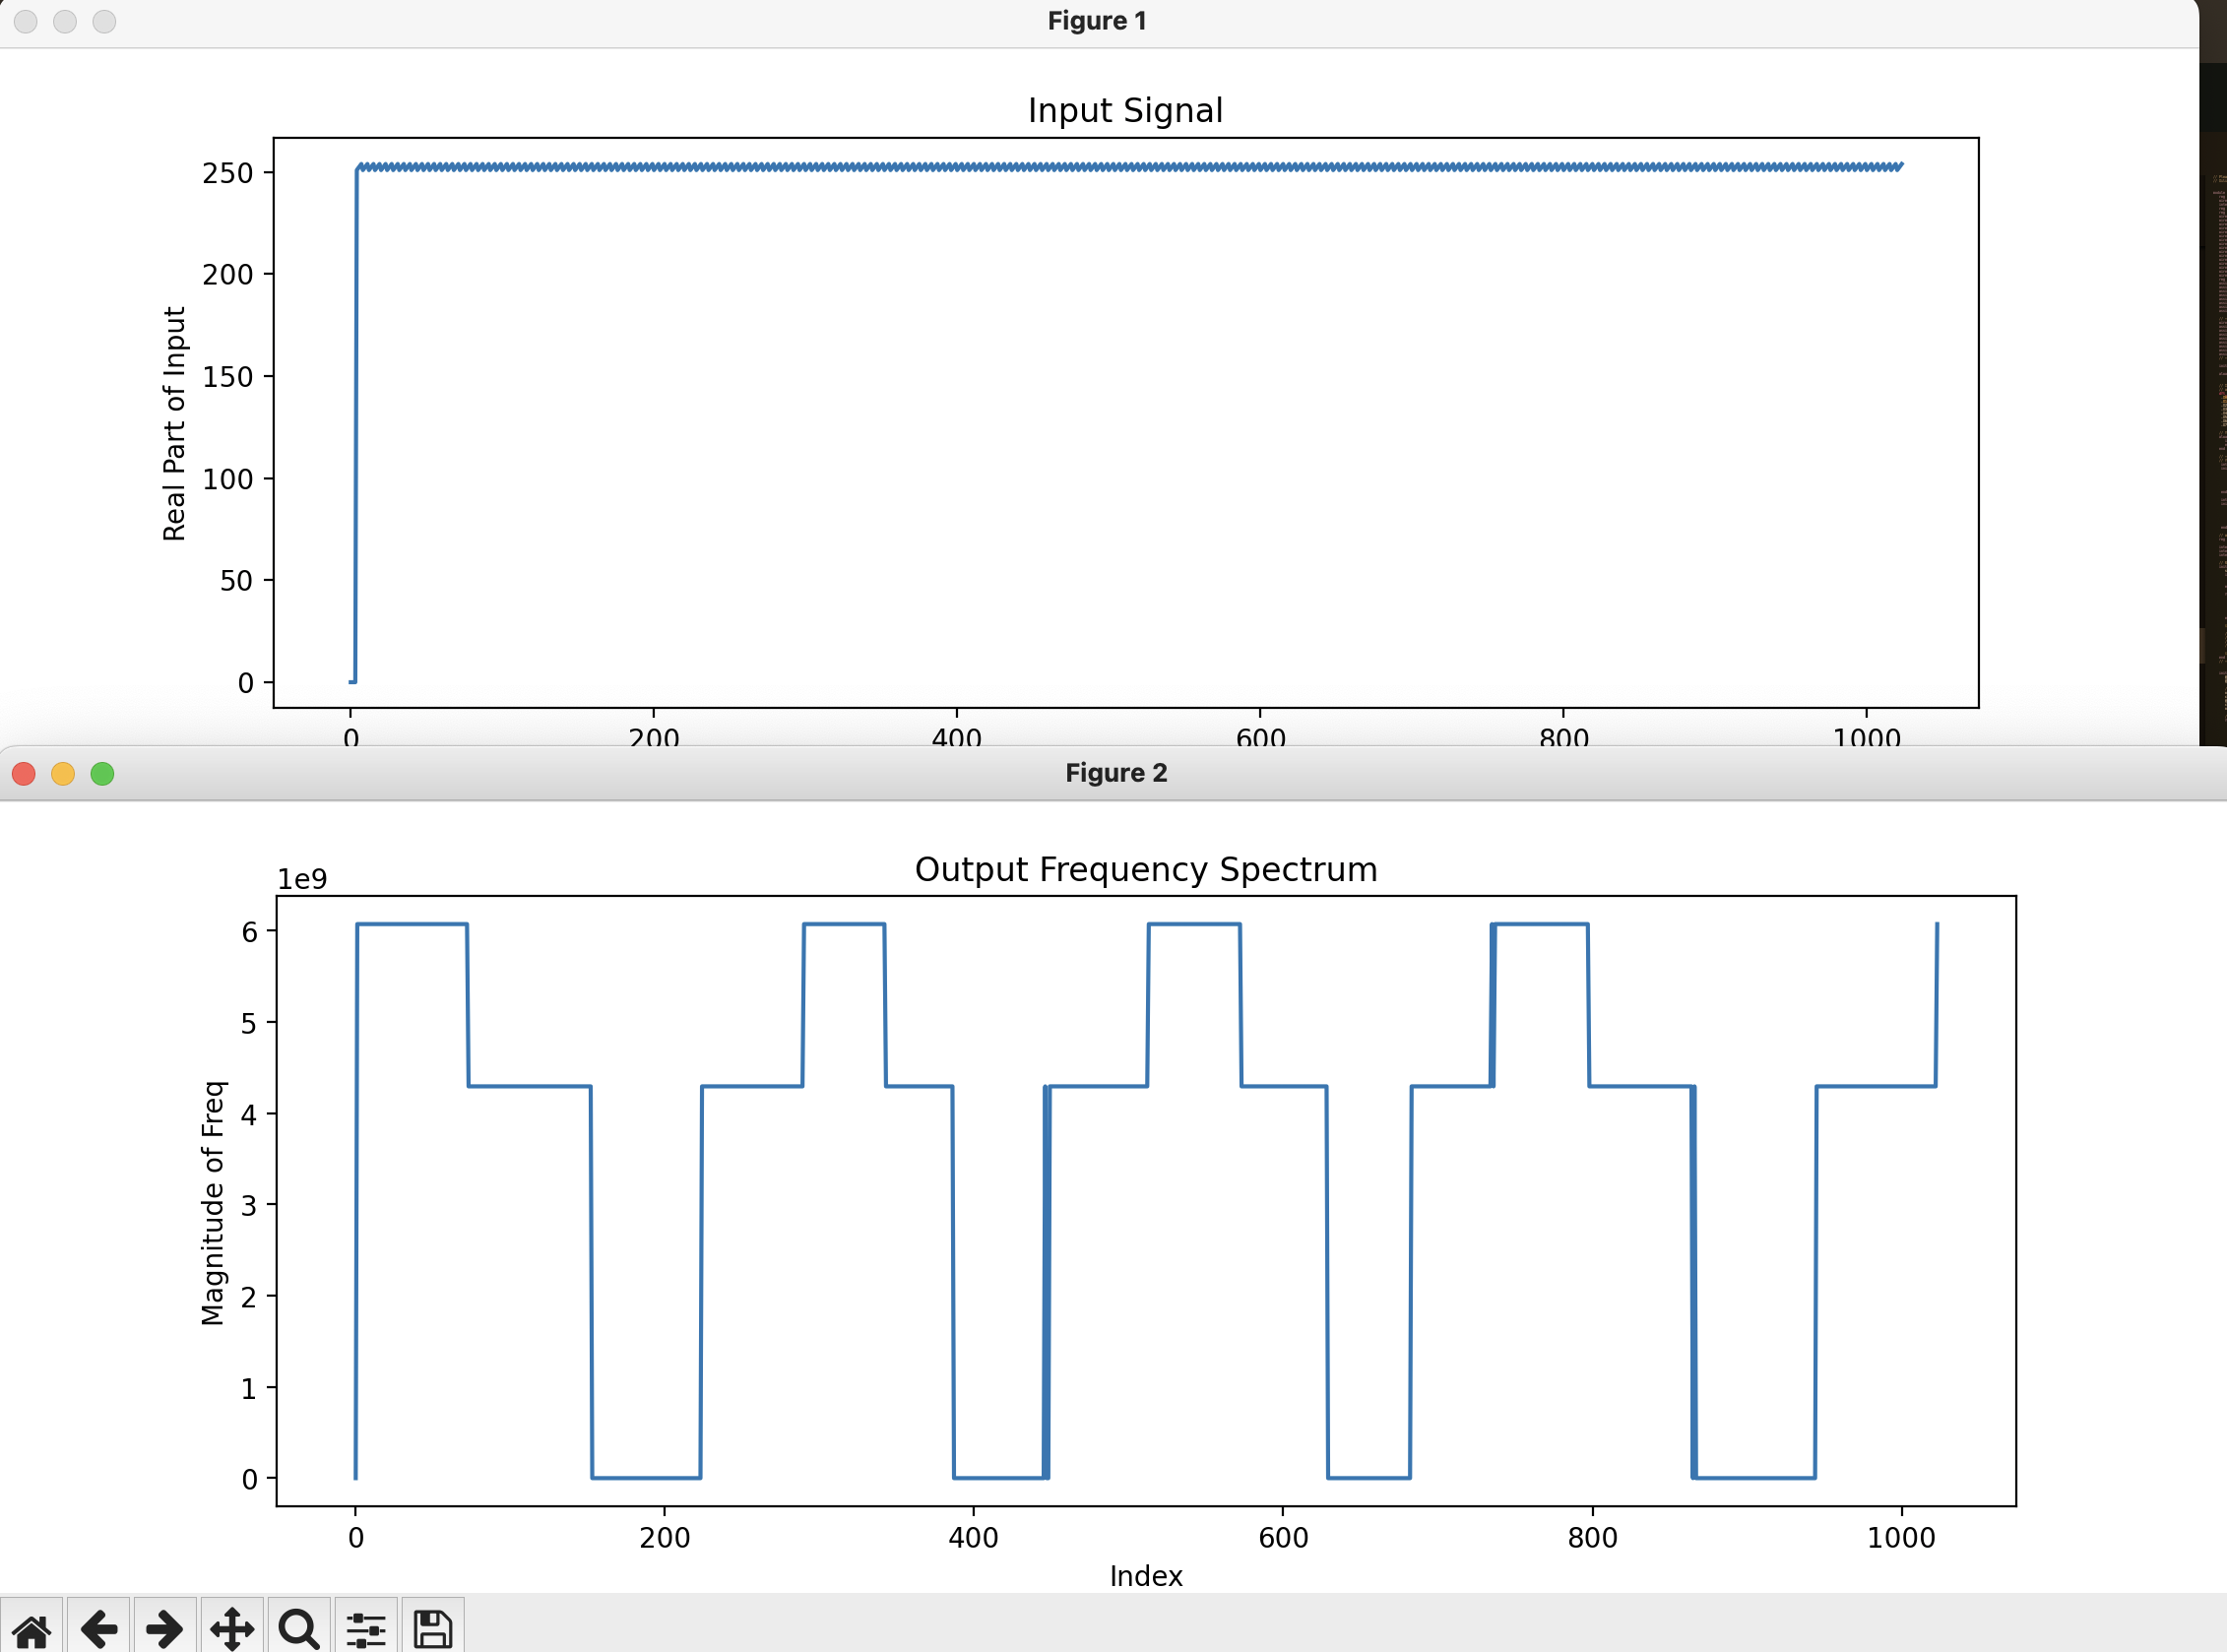 Figure 1
Input Signal
250
200
150
100
50
0
Real Part of Input
0 200 400 600 800 1000
Figure 2
Output Frequency Spectrum
1e9
6
5
4
3
2
1
0
Magnitude of Freq
0 200 400 600 800 1000
Index